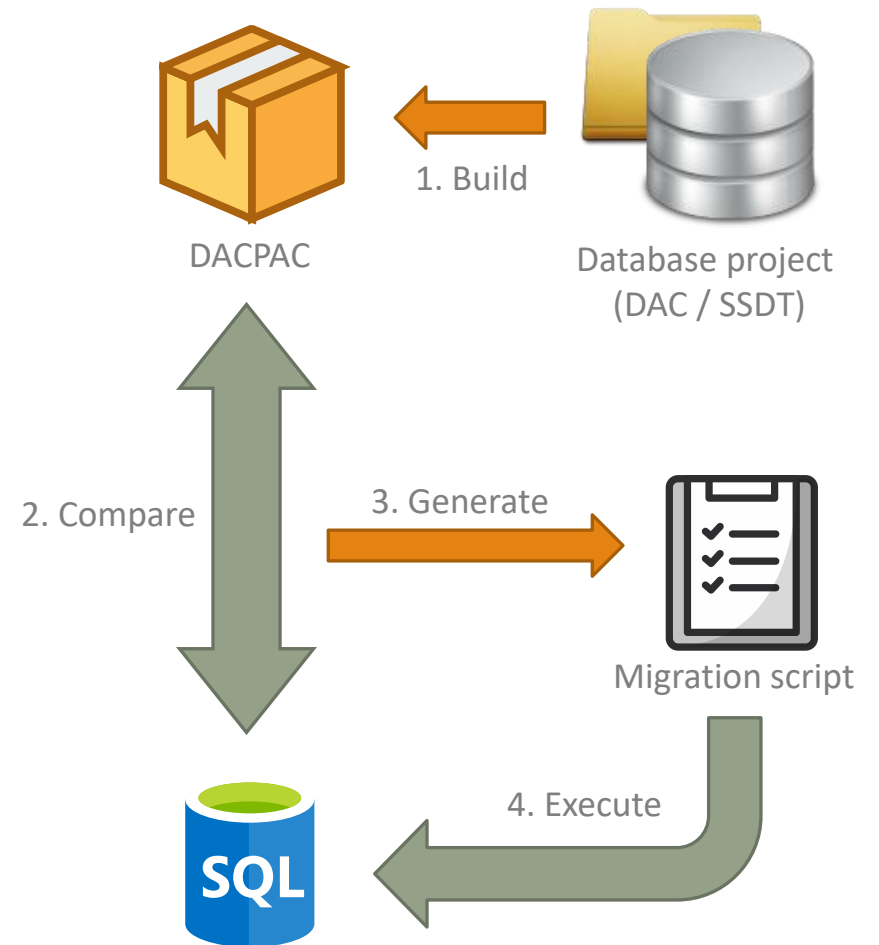 1. Build
DACPAC
Database project
(DAC / SSDT)
2. Compare
3. Generate
Migration script
4. Execute
SQL